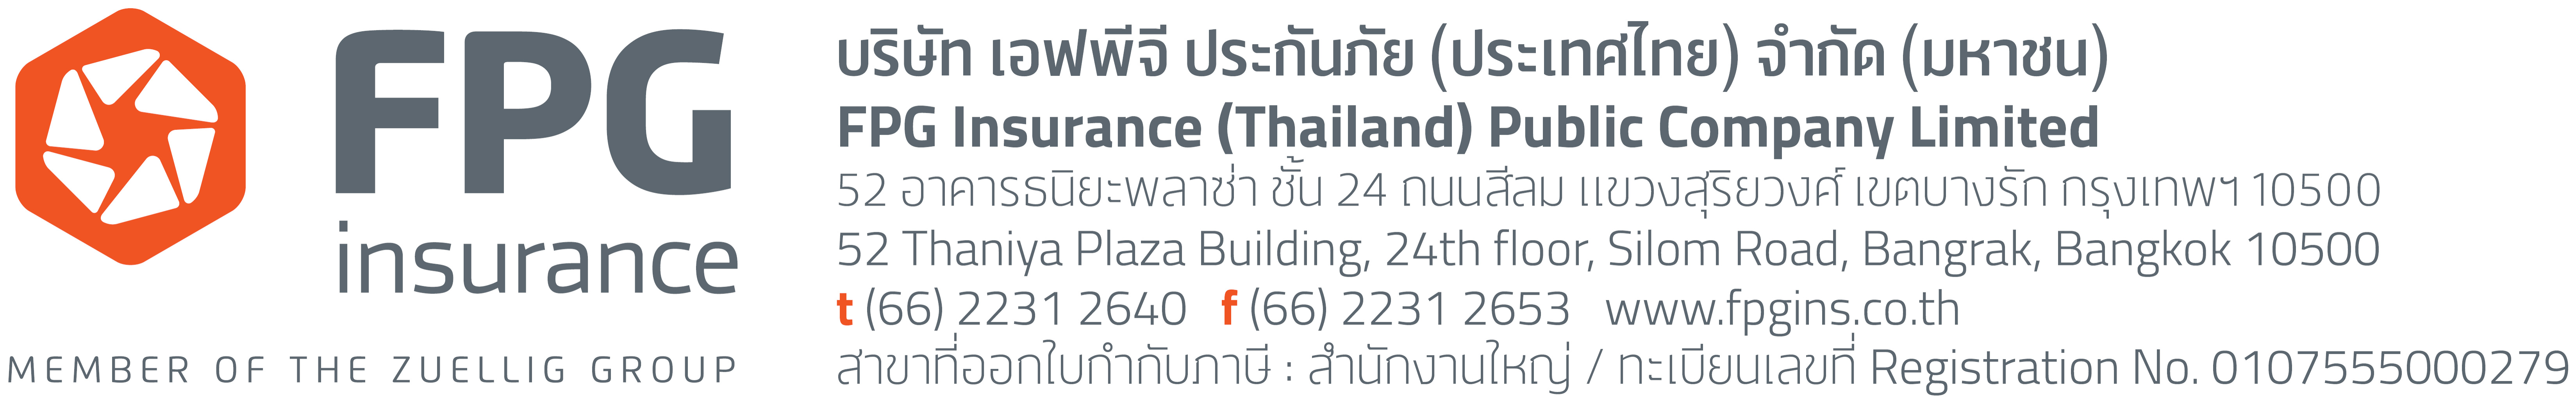 FPG
insurance
MEMBER OF THE ZUELLIG GROUP
บริษัท เอฟพีจี ประกันภัย (ประเทศไทย) จำกัด (มหาชน)
FPG Insurance (Thailand) Public Company Limited
52 อาคารธนิยะพลาซ่า ชั้น 24 ถนนสีลม แขวงสุริยวงศ์ เขตบางรัก กรุงเทพฯ 10500
52 Thaniya Plaza Building, 24th floor, Silom Road, Bangrak, Bangkok 10500
t (66) 2231 2640 f (66) 2231 2653 www.fpgins.co.th
สาขาที่ออกใบกำกับภาษี : สำนักงานใหญ่ / ทะเบียนเลขที่ Registration No. 0107555000279